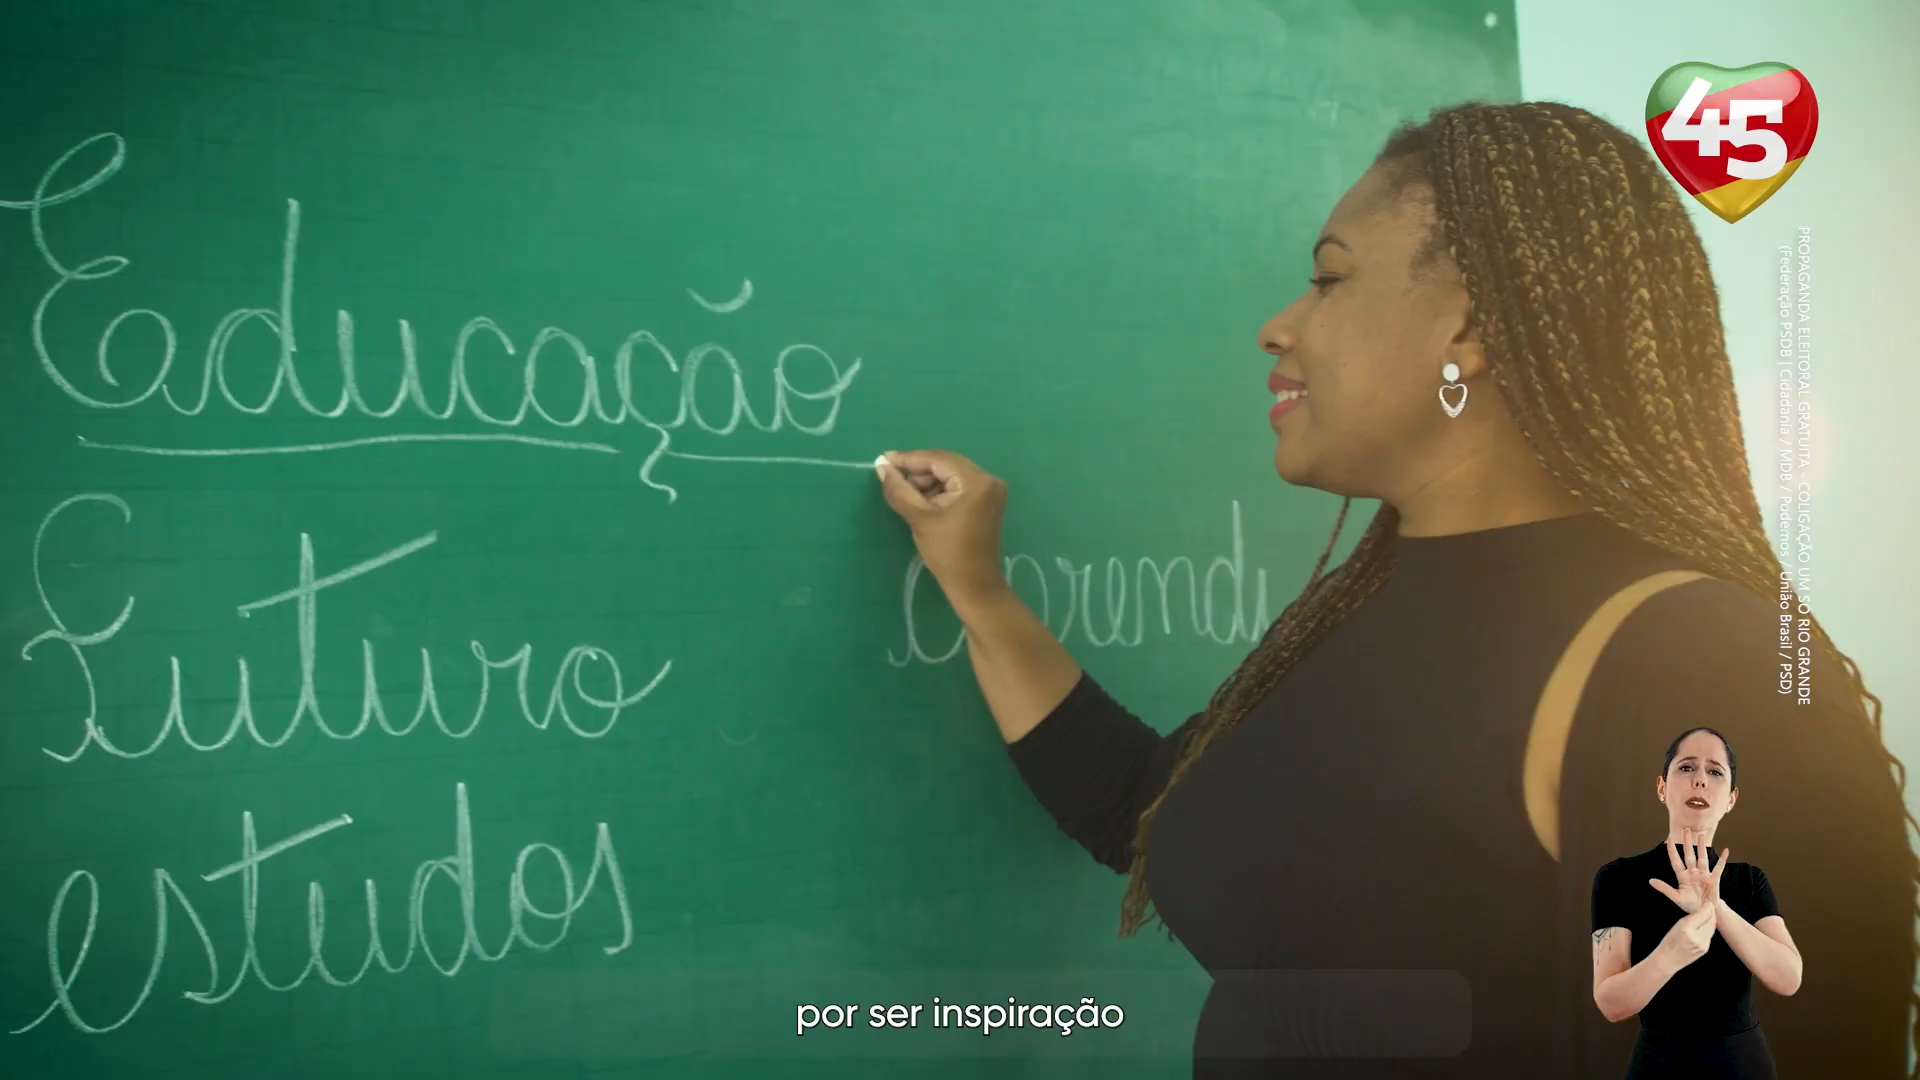 Educação
Futuro
estudos
aprendi
45
PROPAGANDA ELEITORAL GRATUITA - COLIGAÇÃO UM SÓ RIO GRANDE
(Federação PSDB | Cidadania / MDB / Podemos / União Brasil / PSD)
por ser inspiração